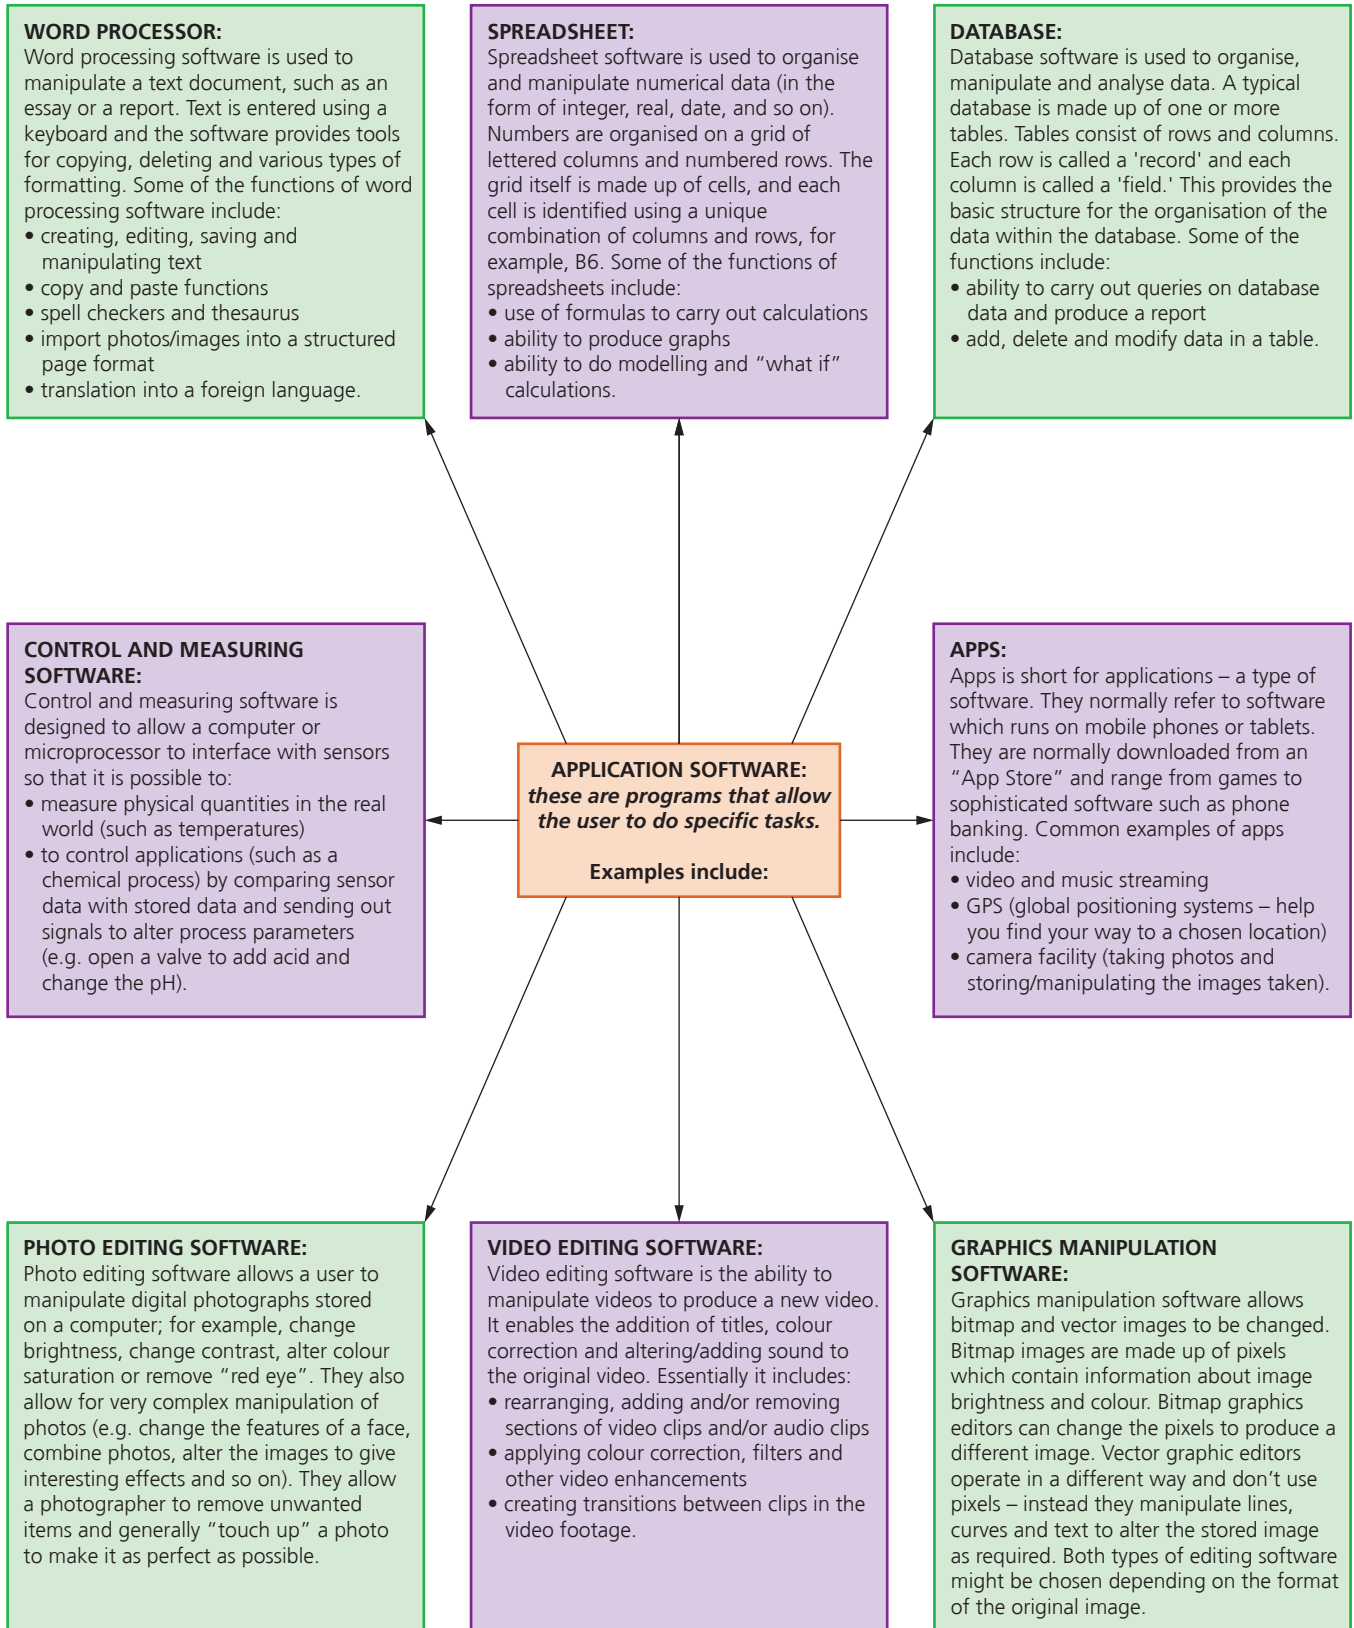 WORD PROCESSOR:
Word processing software is used to
manipulate a text document, such as an
essay or a report. Text is entered using a
keyboard and the software provides tools
for copying, deleting and various types of
formatting. Some of the functions of word
processing software include:
• creating, editing, saving and
manipulating text
• copy and paste functions
• spell checkers and thesaurus
• import photos/images into a structured
page format
• translation into a foreign language.
SPREADSHEET:
Spreadsheet software is used to organise
and manipulate numerical data (in the
form of integer, real, date, and so on).
Numbers are organised on a grid of
lettered columns and numbered rows. The
grid itself is made up of cells, and each
cell is identified using a unique
combination of columns and rows, for
example, B6. Some of the functions of
spreadsheets include:
• use of formulas to carry out calculations
• ability to produce graphs
• ability to do modelling and “what if”
calculations.
DATABASE:
Database software is used to organise,
manipulate and analyse data. A typical
database is made up of one or more
tables. Tables consist of rows and columns.
Each row is called a 'record' and each
column is called a 'field.' This provides the
basic structure for the organisation of the
data within the database. Some of the
functions include:
• ability to carry out queries on database
data and produce a report
• add, delete and modify data in a table.
CONTROL AND MEASURING
SOFTWARE:
Control and measuring software is
designed to allow a computer or
microprocessor to interface with sensors
so that it is possible to:
• measure physical quantities in the real
world (such as temperatures)
• to control applications (such as a
chemical process) by comparing sensor
data with stored data and sending out
signals to alter process parameters
(e.g. open a valve to add acid and
change the pH).
APPLICATION SOFTWARE:
these are programs that allow
the user to do specific tasks.
Examples include:
APPS:
Apps is short for applications – a type of
software. They normally refer to software
which runs on mobile phones or tablets.
They are normally downloaded from an
“App Store” and range from games to
sophisticated software such as phone
banking. Common examples of apps
include:
• video and music streaming
• GPS (global positioning systems – help
you find your way to a chosen location)
• camera facility (taking photos and
storing/manipulating the images taken).
PHOTO EDITING SOFTWARE:
Photo editing software allows a user to
manipulate digital photographs stored
on a computer; for example, change
brightness, change contrast, alter colour
saturation or remove “red eye”. They also
allow for very complex manipulation of
photos (e.g. change the features of a face,
combine photos, alter the images to give
interesting effects and so on). They allow
a photographer to remove unwanted
items and generally “touch up” a photo
to make it as perfect as possible.
VIDEO EDITING SOFTWARE:
Video editing software is the ability to
manipulate videos to produce a new video.
It enables the addition of titles, colour
correction and altering/adding sound to
the original video. Essentially it includes:
• rearranging, adding and/or removing
sections of video clips and/or audio clips
• applying colour correction, filters and
other video enhancements
• creating transitions between clips in the
video footage.
GRAPHICS MANIPULATION
SOFTWARE:
Graphics manipulation software allows
bitmap and vector images to be changed.
Bitmap images are made up of pixels
which contain information about image
brightness and colour. Bitmap graphics
editors can change the pixels to produce a
different image. Vector graphic editors
operate in a different way and don’t use
pixels – instead they manipulate lines,
curves and text to alter the stored image
as required. Both types of editing software
might be chosen depending on the format
of the original image.